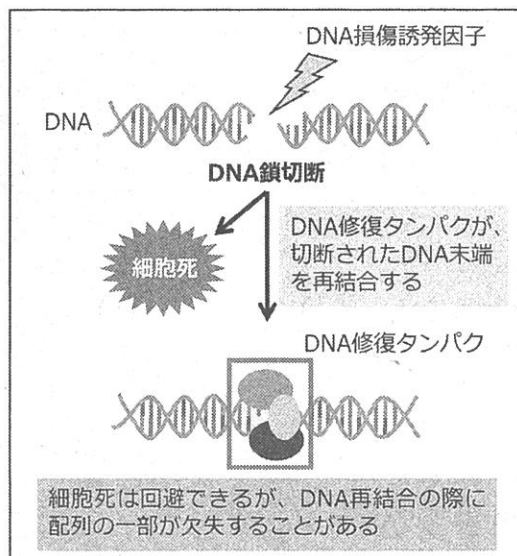 DNA損傷誘発因子
DNA
DNA鎖切断
細胞死
DNA修復タンパクが、
切断されたDNA末端
を再結合する
DNA修復タンパク
細胞死は回避できるが、DNA再結合の際に
配列の一部が欠失することがある